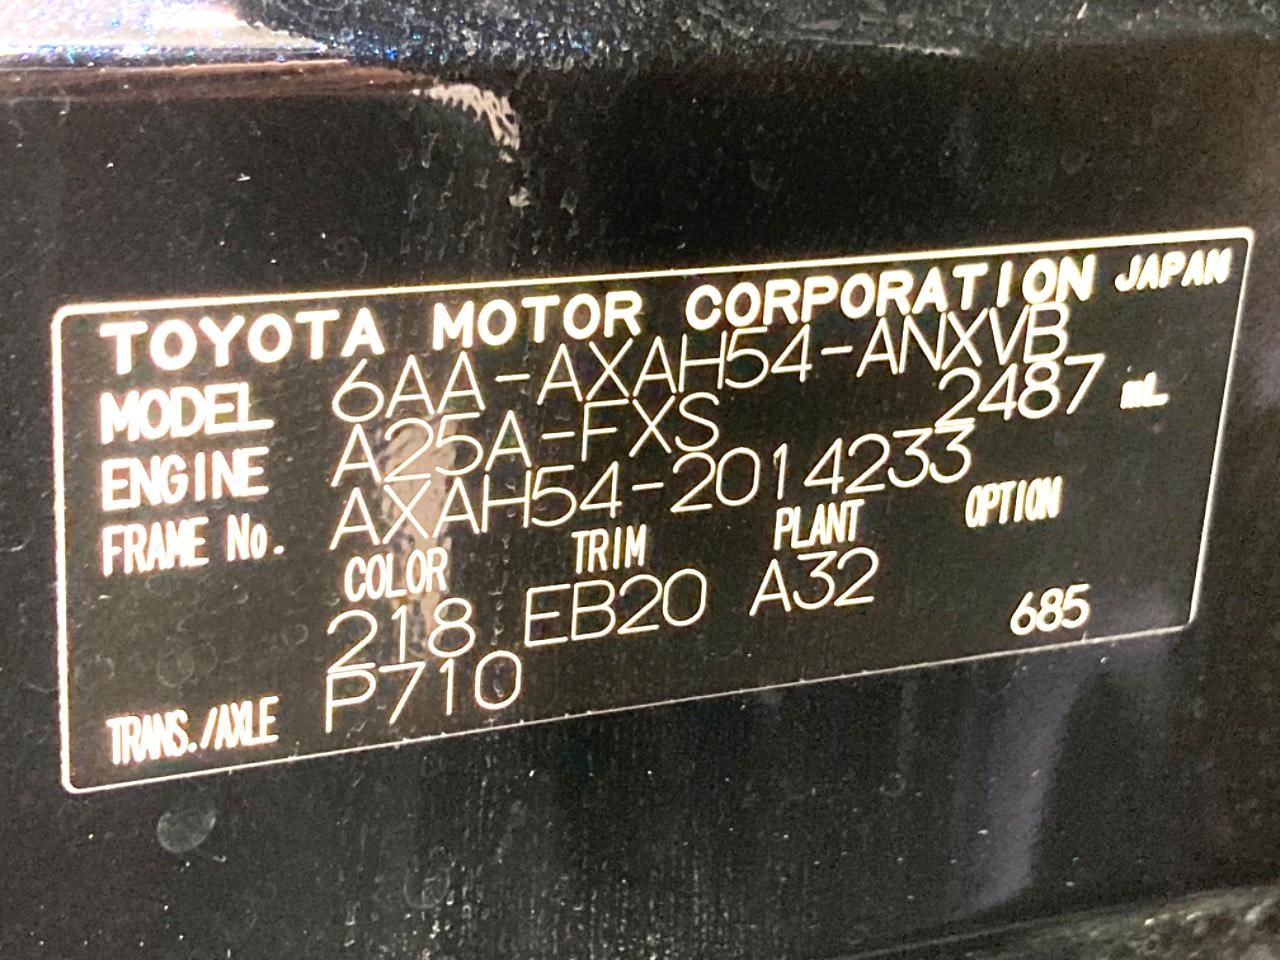 TOYOTA MOTOR CORPORATION JAPAN
MODEL 6AA-AXAH54-ANXVB
ENGINE A25A-FXS 2487 mL
FRAME No. AXAH54-2014233
COLOR TRIM PLANT OPTION
218 EB20 A32 685
TRANS./AXLE P710